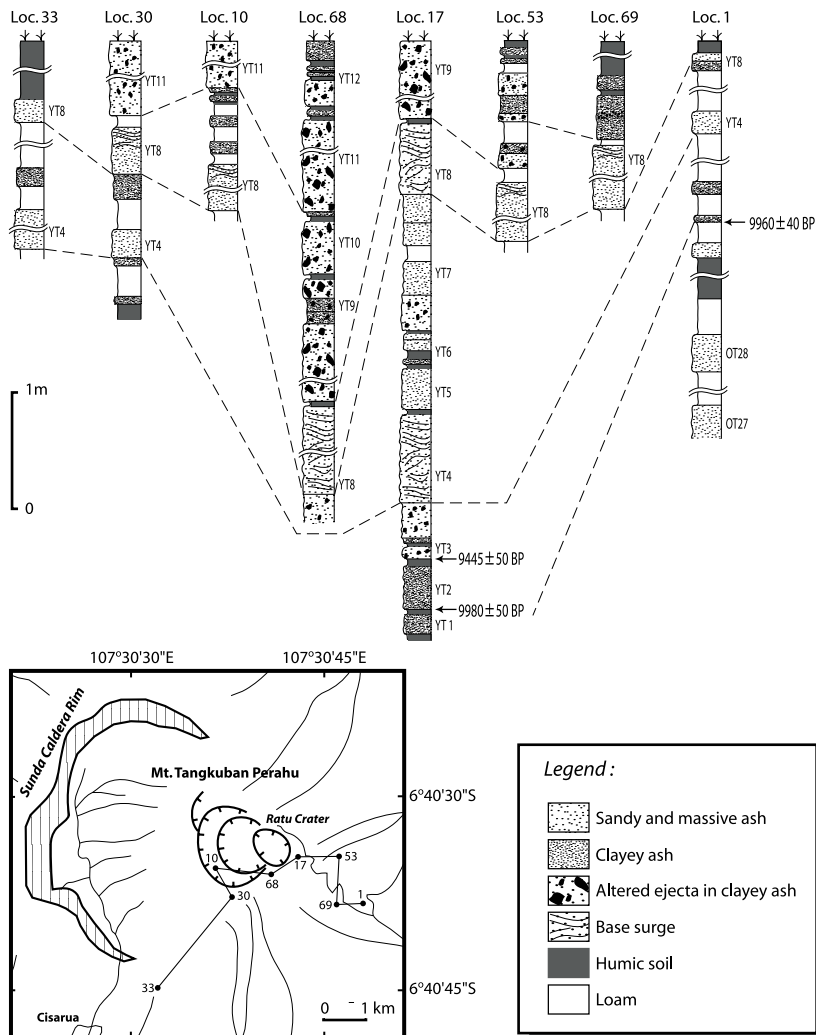 Loc. 33 Loc. 30 Loc. 10 Loc. 68 Loc. 17 Loc. 53 Loc. 69 Loc. 1
YT8
YT4
YT11
YT8
YT4
YT11
YT8
YT12
YT11
YT10
YT9
YT8
YT9
YT8
YT7
YT6
YT5
YT4
YT3
9445 ± 50 BP
YT2
9980 ± 50 BP
YT 1
YT8
YT8
YT8
YT4
9960 ± 40 BP
OT28
OT27
1m
0
107°30'30"E 107°30'45"E
Sunda Caldera Rim
Mt. Tangkuban Perahu
6°40'30"S
Ratu Crater
10
17
53
68
30
69
1
33
6°40'45"S
Cisarua
0 1 km
Legend :
Sandy and massive ash
Clayey ash
Altered ejecta in clayey ash
Base surge
Humic soil
Loam